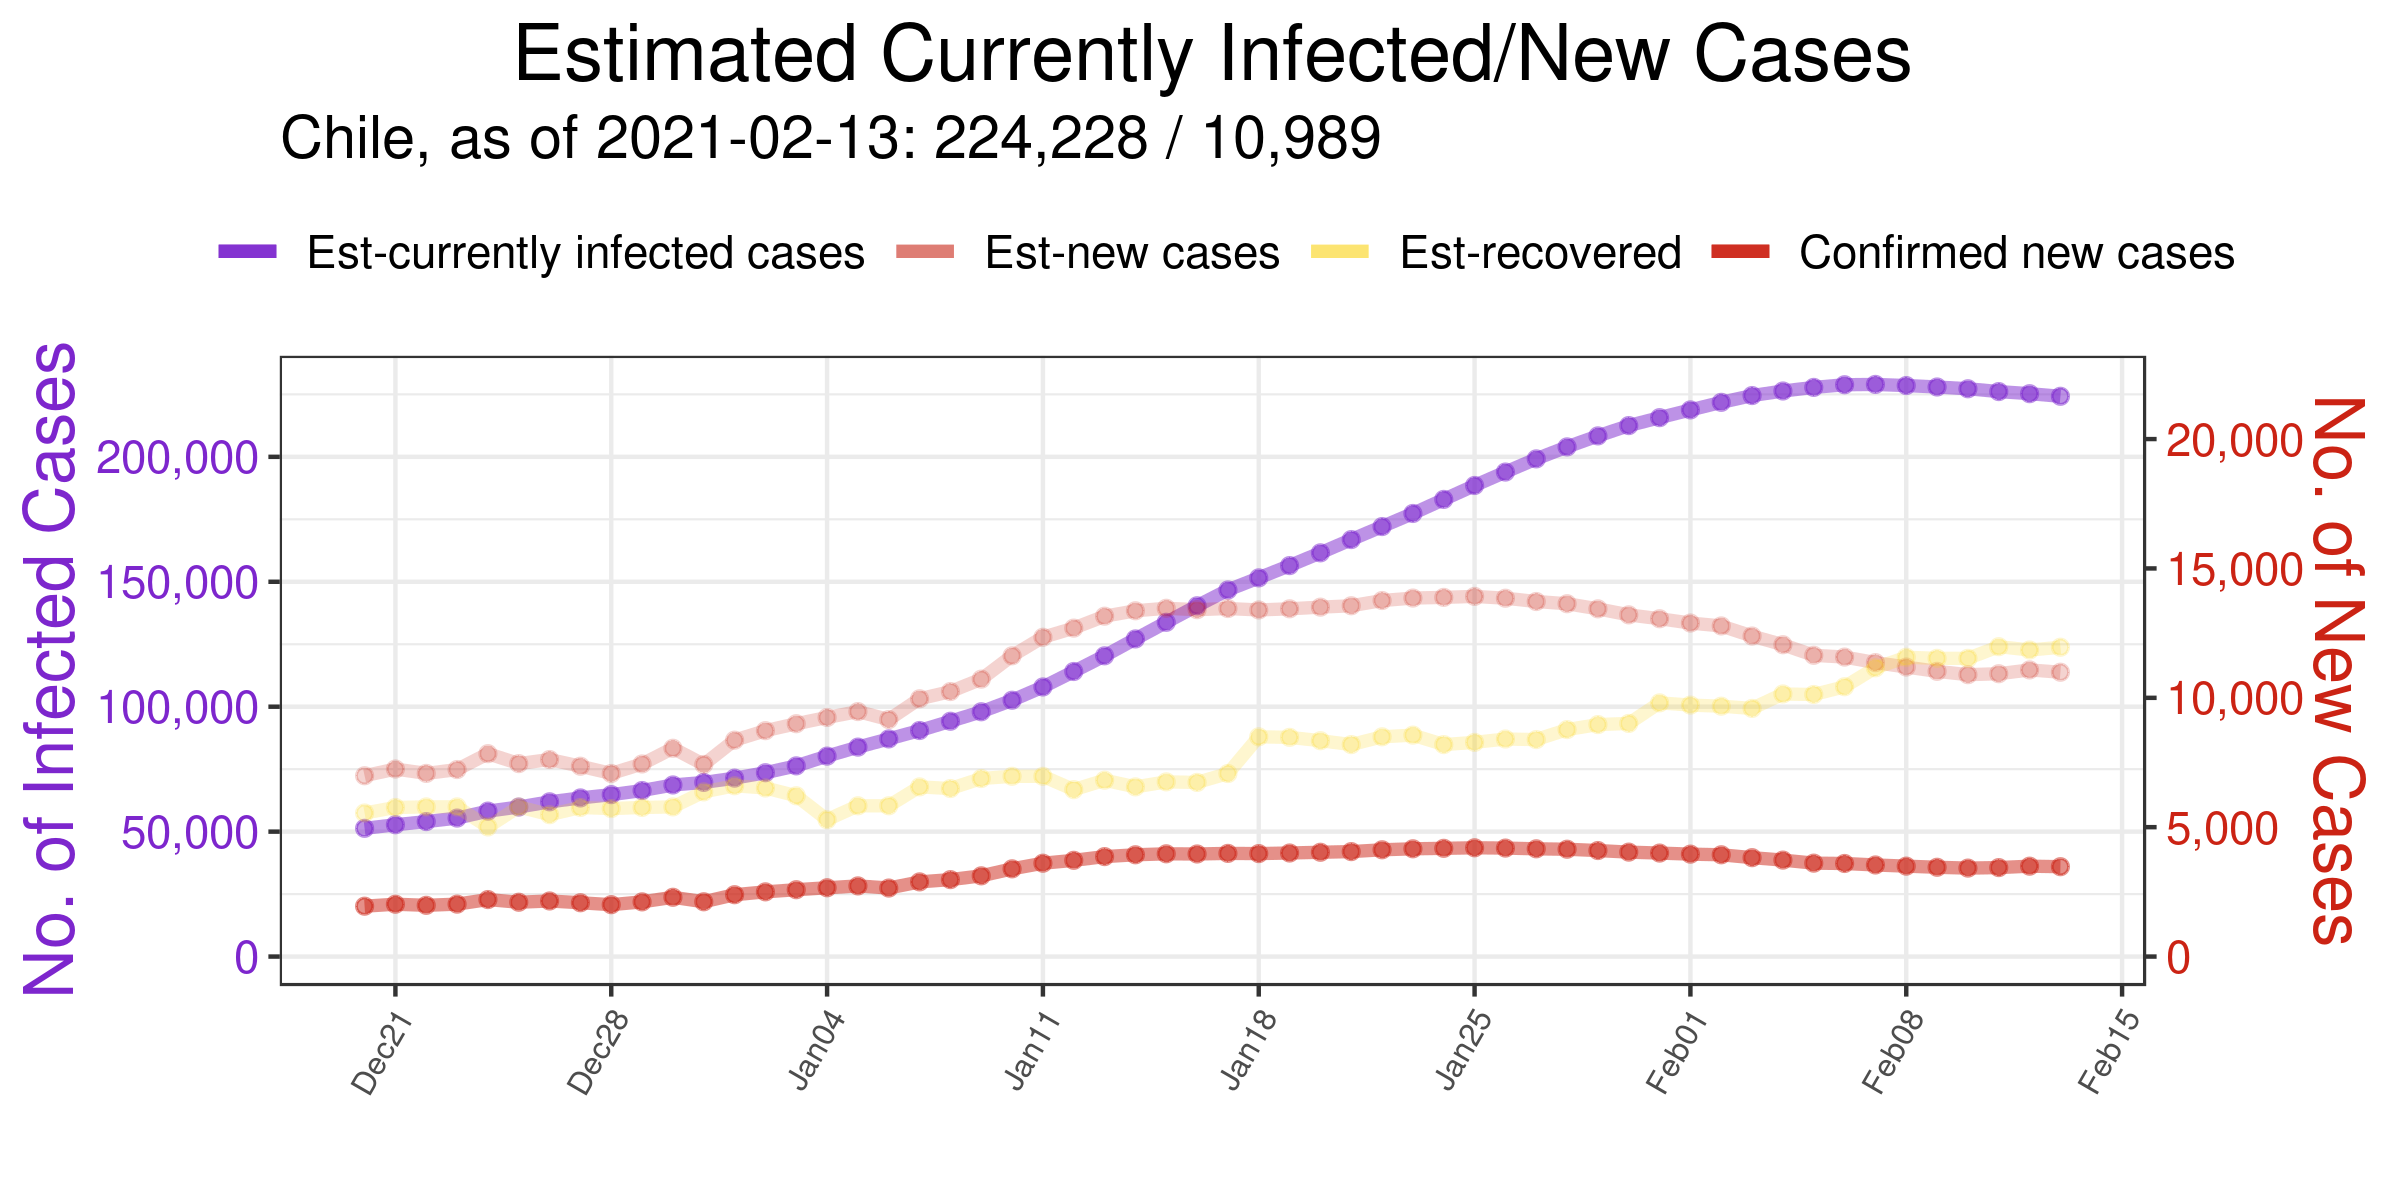 Estimated Currently Infected/New Cases
Chile, as of 2021-02-13: 224,228 / 10,989
Est-currently infected cases
Est-new cases
Est-recovered
Confirmed new cases
No. of Infected Cases
200,000
150,000
100,000
50,000
0
20,000
15,000
10,000
5,000
0
No. of New Cases
Dec21
Dec28
Jan04
Jan11
Jan18
Jan25
Feb01
Feb08
Feb15